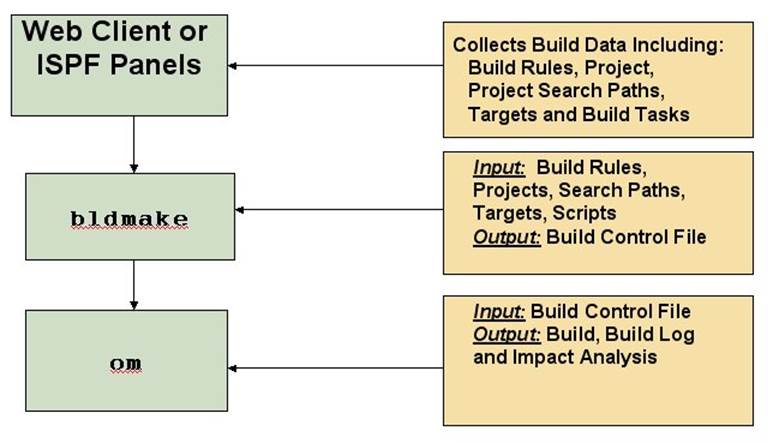 Web Client or
ISPF Panels
Collects Build Data Including:
Build Rules, Project,
Project Search Paths,
Targets and Build Tasks
bldmake
Input: Build Rules,
Projects, Search Paths,
Targets, Scripts
Output: Build Control File
om
Input: Build Control File
Output: Build, Build Log
and Impact Analysis